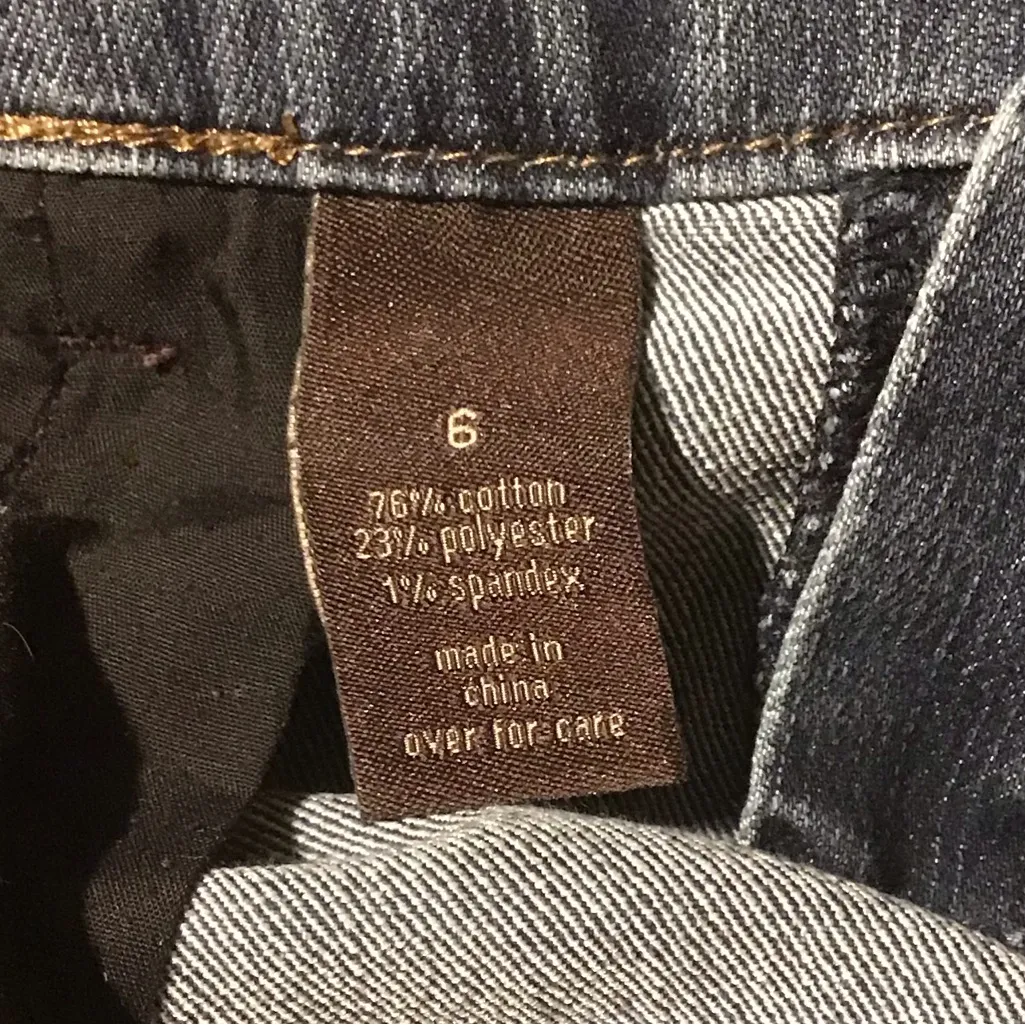 6
76% cotton
23% polyester
1% spandex
made in
china
over for care